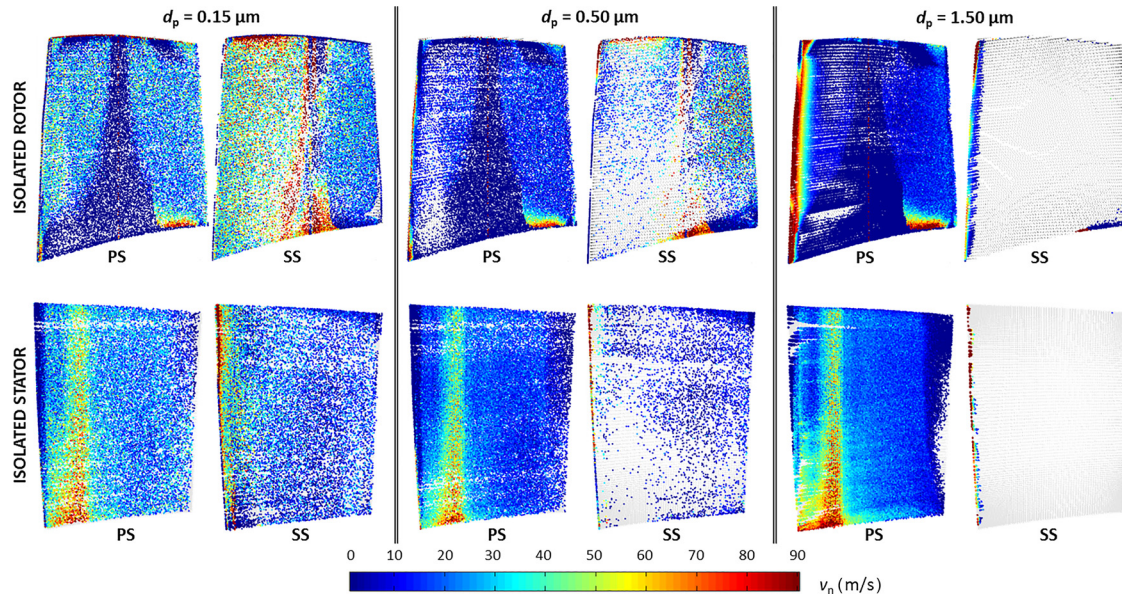 dp = 0.15 µm dp = 0.50 µm dp = 1.50 µm
ISOLATED ROTOR
PS SS PS SS PS SS
ISOLATED STATOR
PS SS PS SS PS SS
0 10 20 30 40 50 60 70 80 90
vn (m/s)